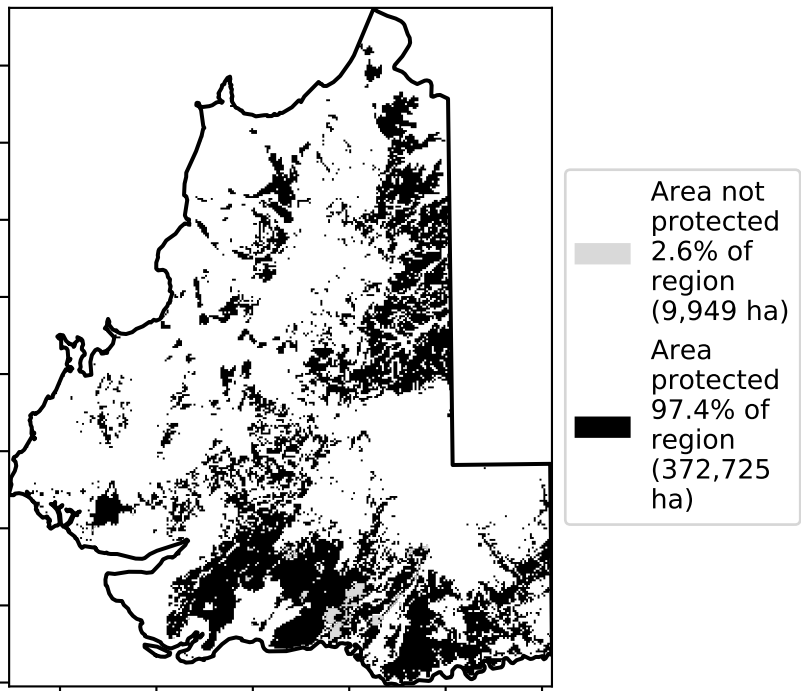 Area not
protected
2.6% of
region
(9,949 ha)
Area
protected
97.4% of
region
(372,725
ha)